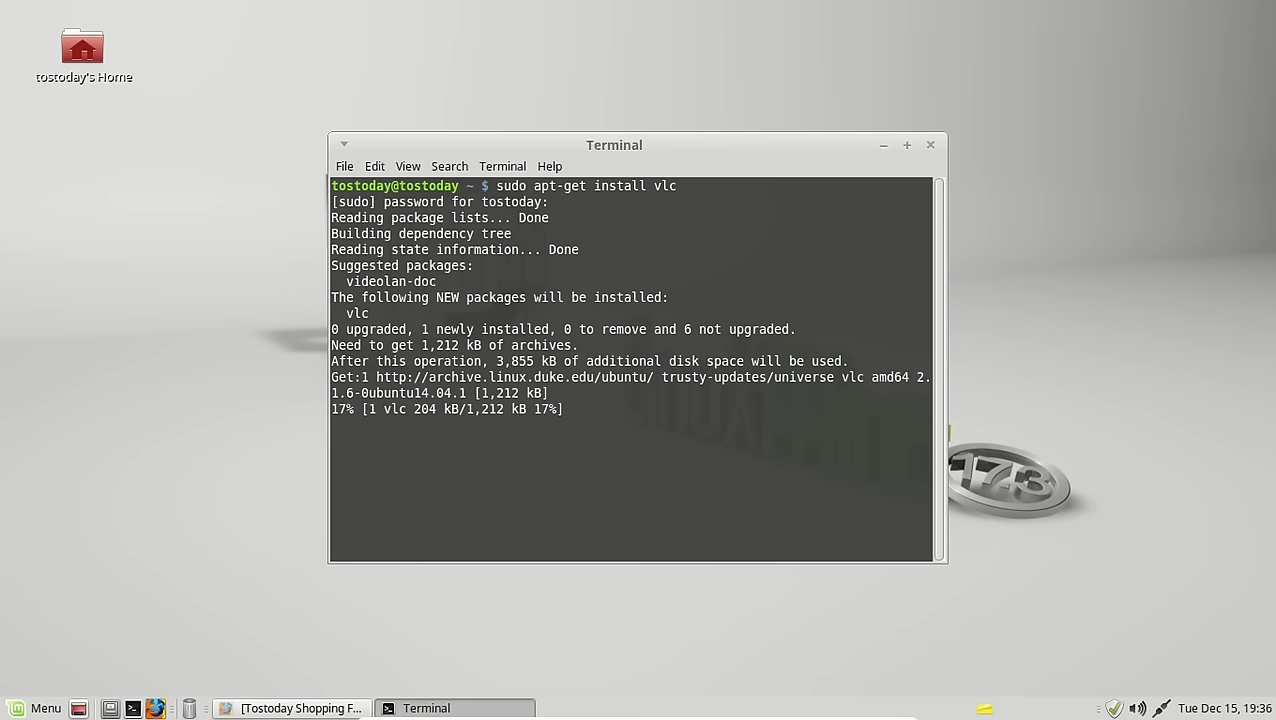 tostoday's Home
Terminal
File Edit View Search Terminal Help
tostoday@tostoday ~ $ sudo apt-get install vlc
[sudo] password for tostoday:
Reading package lists... Done
Building dependency tree
Reading state information... Done
Suggested packages:
  videolan-doc
The following NEW packages will be installed:
  vlc
0 upgraded, 1 newly installed, 0 to remove and 6 not upgraded.
Need to get 1,212 kB of archives.
After this operation, 3,855 kB of additional disk space will be used.
Get:1 http://archive.linux.duke.edu/ubuntu/ trusty-updates/universe vlc amd64 2.
1.6-0ubuntu14.04.1 [1,212 kB]
17% [1 vlc 204 kB/1,212 kB 17%]
17.3
Menu [Tostoday Shopping F... Terminal Tue Dec 15, 19:36